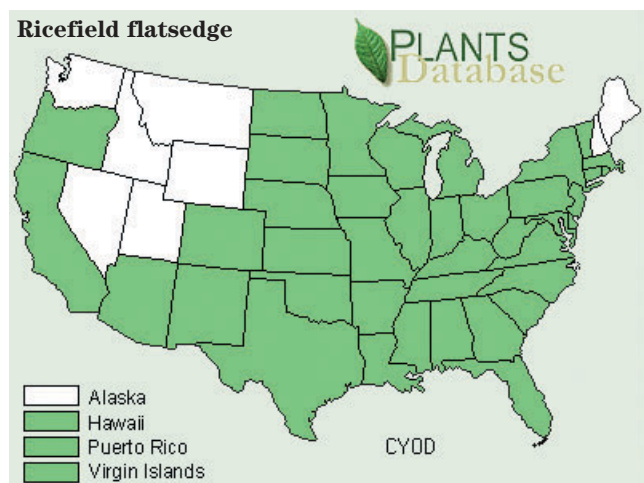 Ricefield flatsedge
PLANTS
Database
Alaska
Hawaii
Puerto Rico
Virgin Islands
CYOD